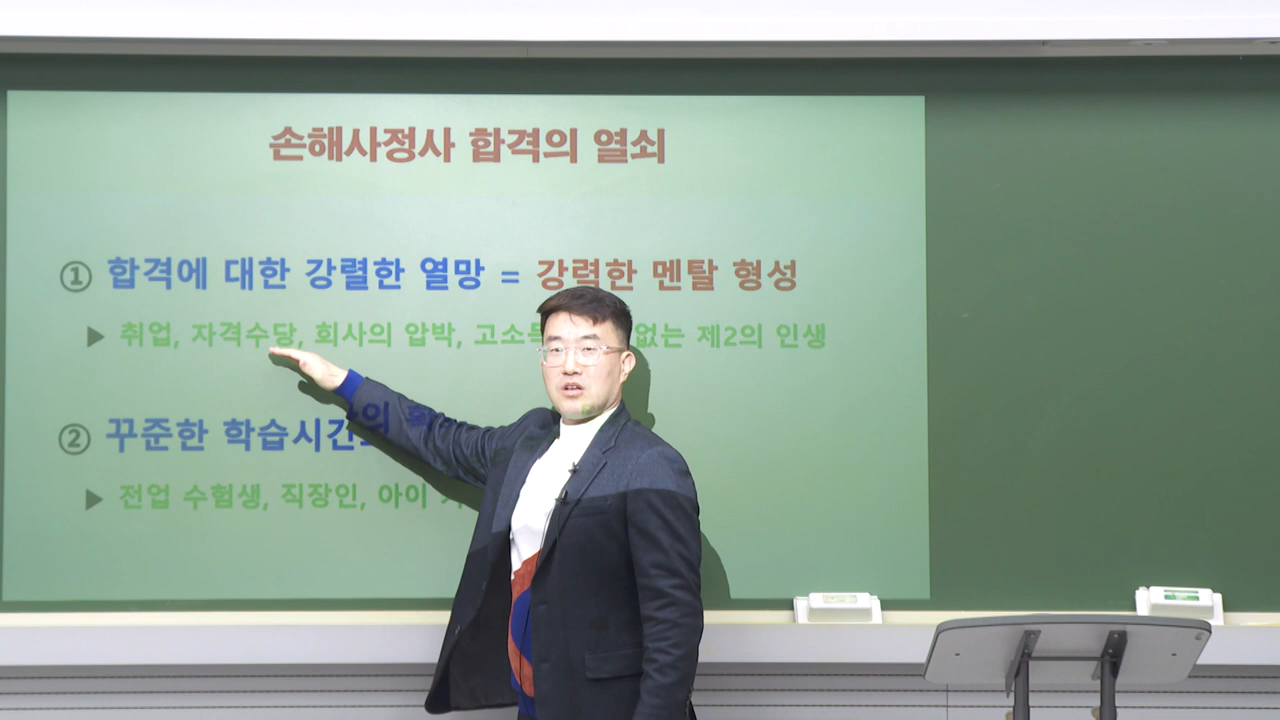 손해사정사 합격의 열쇠
① 합격에 대한 강렬한 열망 = 강력한 멘탈 형성
▶ 취업, 자격수당, 회사의 압박, 없는 제2의 인생
② 꾸준한 학습시간의
▶ 전업 수험생, 직장인, 아이